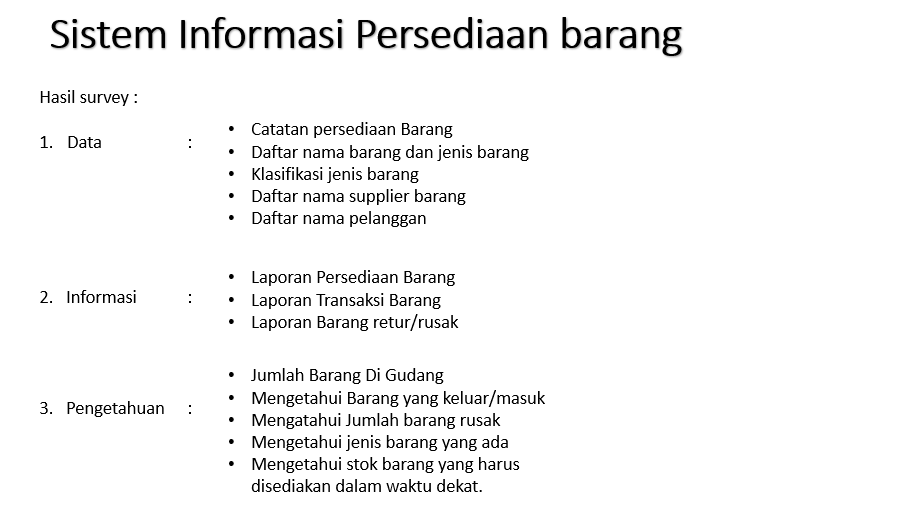 Sistem Informasi Persediaan barang
Hasil survey :
1. Data :
• Catatan persediaan Barang
• Daftar nama barang dan jenis barang
• Klasifikasi jenis barang
• Daftar nama supplier barang
• Daftar nama pelanggan
2. Informasi :
• Laporan Persediaan Barang
• Laporan Transaksi Barang
• Laporan Barang retur/rusak
3. Pengetahuan :
• Jumlah Barang Di Gudang
• Mengetahui Barang yang keluar/masuk
• Mengatahui Jumlah barang rusak
• Mengetahui jenis barang yang ada
• Mengetahui stok barang yang harus
disediakan dalam waktu dekat.